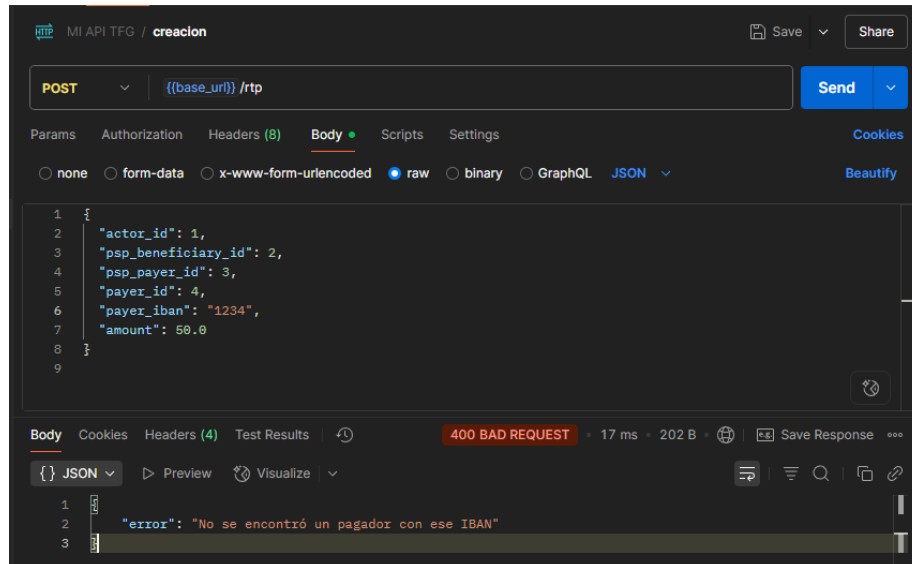 HTTP MI API TFG / creacion Save Share
POST {{base_url}} /rtp Send
Params Authorization Headers (8) Body Scripts Settings Cookies
none form-data x-www-form-urlencoded raw binary GraphQL JSON Beautify
1 {
2 "actor_id": 1,
3 "psp_beneficiary_id": 2,
4 "psp_payer_id": 3,
5 "payer_id": 4,
6 "payer_iban": "1234",
7 "amount": 50.0
8 }
9
Body Cookies Headers (4) Test Results 400 BAD REQUEST 17 ms 202 B e.g. Save Response
{} JSON Preview Visualize
1 {
2 "error": "No se encontró un pagador con ese IBAN"
3 }